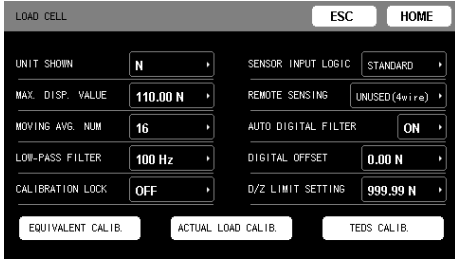 LOAD CELL ESC HOME
UNIT SHOWN N SENSOR INPUT LOGIC STANDARD
MAX. DISP. VALUE 110.00 N REMOTE SENSING UNUSED(4wire)
MOVING AVG. NUM 16 AUTO DIGITAL FILTER ON
LOW-PASS FILTER 100 Hz DIGITAL OFFSET 0.00 N
CALIBRATION LOCK OFF D/Z LIMIT SETTING 999.99 N
EQUIVALENT CALIB. ACTUAL LOAD CALIB. TEDS CALIB.